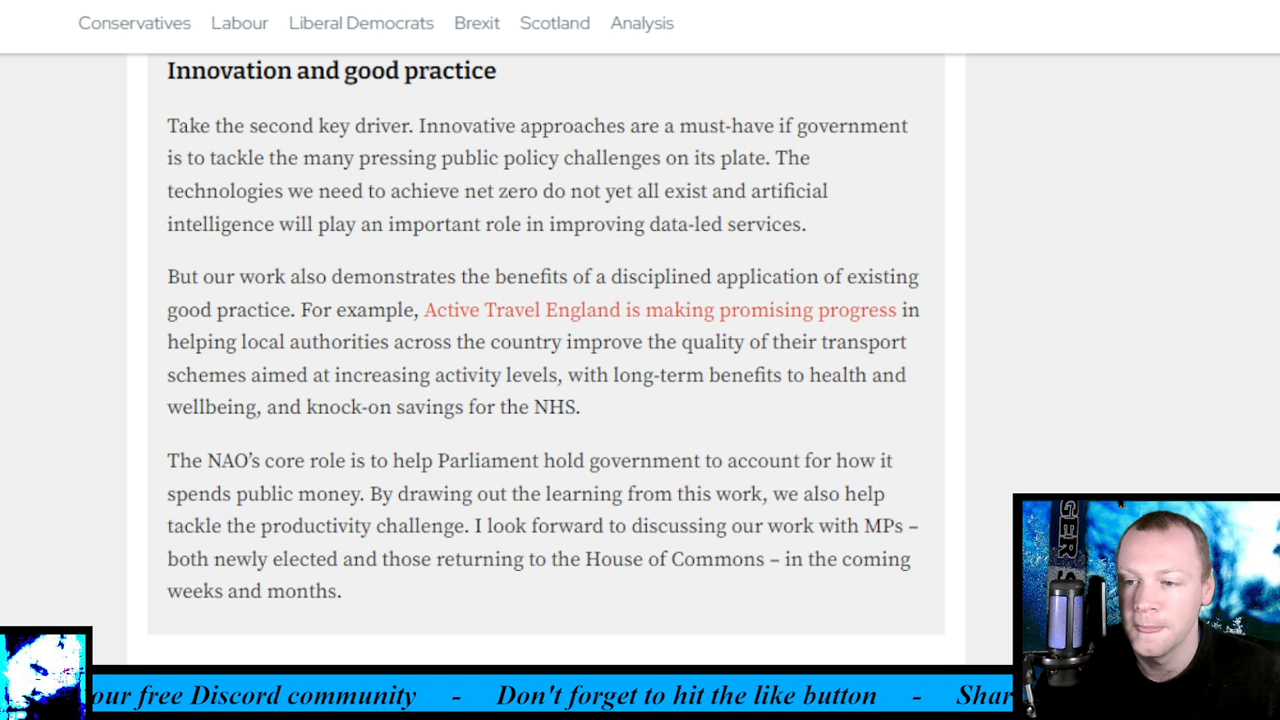 Conservatives Labour Liberal Democrats Brexit Scotland Analysis
Innovation and good practice
Take the second key driver. Innovative approaches are a must-have if government
is to tackle the many pressing public policy challenges on its plate. The
technologies we need to achieve net zero do not yet all exist and artificial
intelligence will play an important role in improving data-led services.
But our work also demonstrates the benefits of a disciplined application of existing
good practice. For example, Active Travel England is making promising progress in
helping local authorities across the country improve the quality of their transport
schemes aimed at increasing activity levels, with long-term benefits to health and
wellbeing, and knock-on savings for the NHS.
The NAO’s core role is to help Parliament hold government to account for how it
spends public money. By drawing out the learning from this work, we also help
tackle the productivity challenge. I look forward to discussing our work with MPs –
both newly elected and those returning to the House of Commons – in the coming
weeks and months.
GER
our free Discord community - Don't forget to hit the like button - Shar